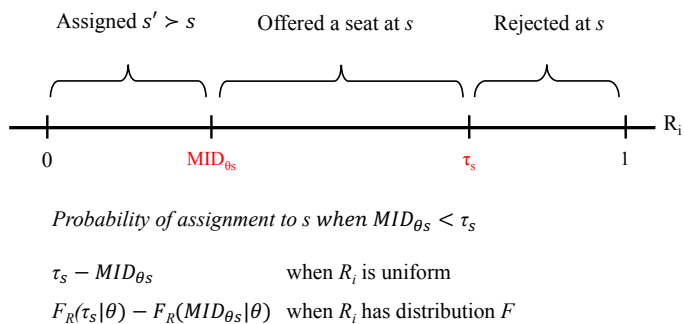 Assigned s′ ≻ s Offered a seat at s Rejected at s
R_i
0 MID_θs τ_s 1
Probability of assignment to s when MID_θs < τ_s
τ_s − MID_θs when R_i is uniform
F_R(τ_s|θ) − F_R(MID_θs|θ) when R_i has distribution F